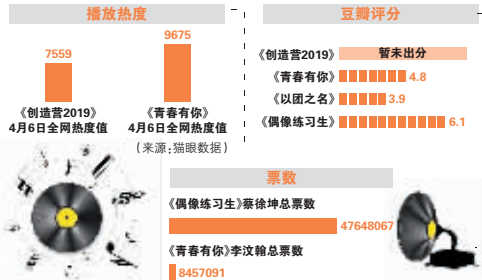 播放热度
9675
7559
《创造营2019》
4月6日全网热度值
《青春有你》
4月6日全网热度值
(来源:猫眼数据)
豆瓣评分
《创造营2019》 暂未出分
《青春有你》 4.8
《以团之名》 3.9
《偶像练习生》 6.1
票数
《偶像练习生》蔡徐坤总票数
47648067
《青春有你》李汶翰总票数
8457091